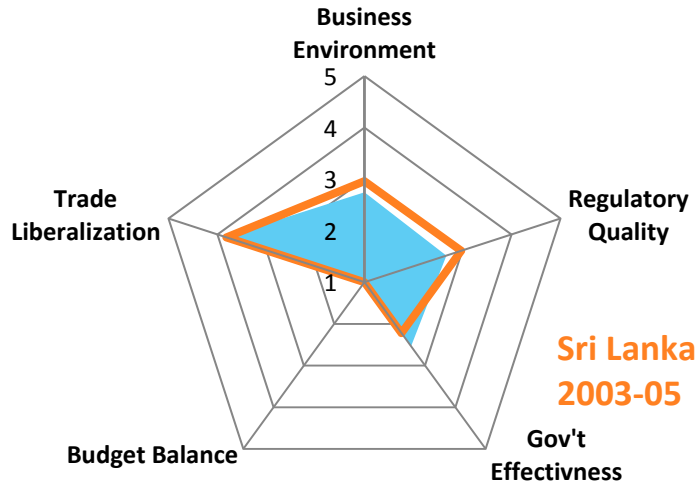 Business
Environment
5
4
3
2
1
Trade
Liberalization
Regulatory
Quality
Sri Lanka
2003-05
Budget Balance
Gov't
Effectivness